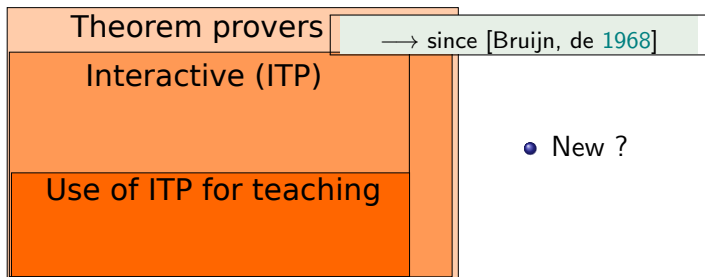 Theorem provers
⟶ since [Bruijn, de 1968]
Interactive (ITP)
New ?
Use of ITP for teaching